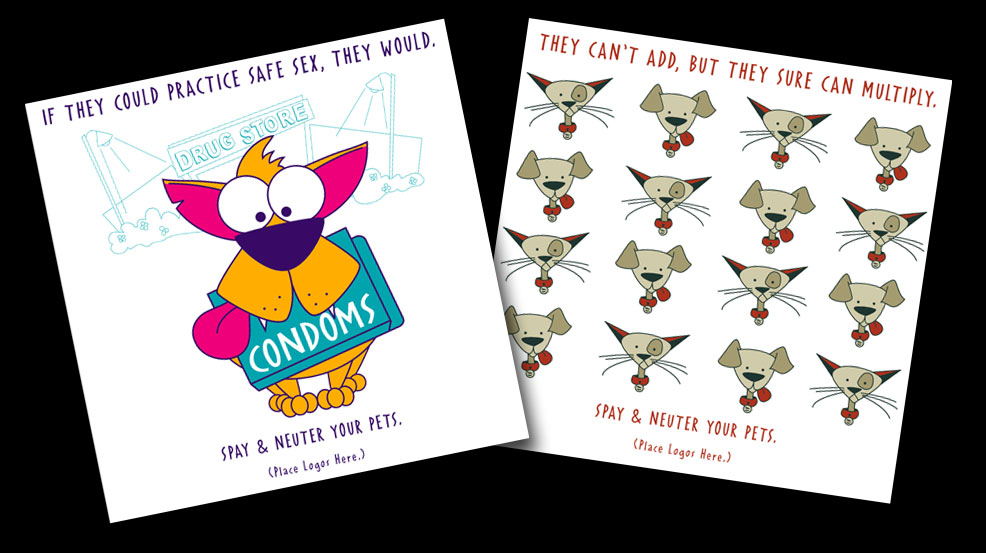 IF THEY COULD PRACTICE SAFE SEX, THEY WOULD.
DRUG STORE
CONDOMS
SPAY & NEUTER YOUR PETS.
(Place Logos Here.)
THEY CAN'T ADD, BUT THEY SURE CAN MULTIPLY.
SPAY & NEUTER YOUR PETS.
(Place Logos Here.)